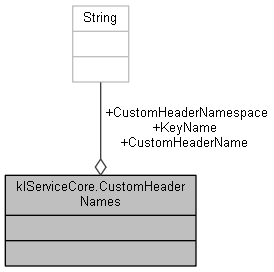 String
+CustomHeaderNamespace
+KeyName
+CustomHeaderName
klServiceCore.CustomHeader
Names